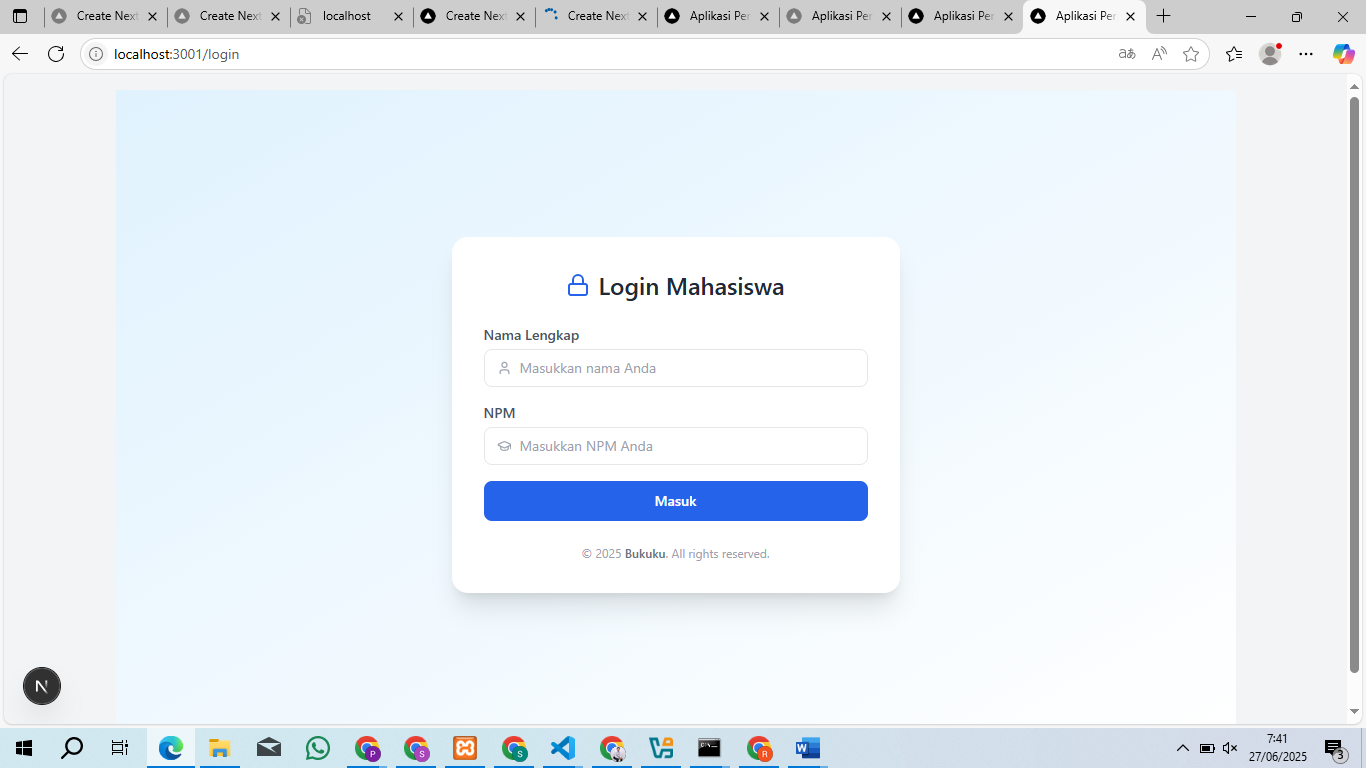 Create Next
Create Next
localhost
Create Next
Create Next
Aplikasi Per
Aplikasi Per
Aplikasi Per
Aplikasi Per
localhost:3001/login
Login Mahasiswa
Nama Lengkap
Masukkan nama Anda
NPM
Masukkan NPM Anda
Masuk
© 2025 Bukuku. All rights reserved.
N
P
S
S
R
7:41
27/06/2025
3